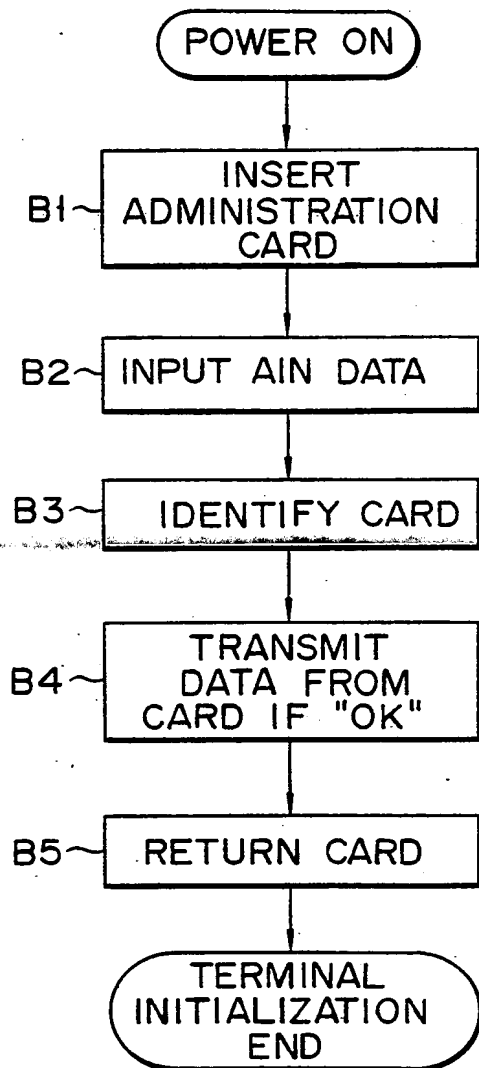 POWER ON
INSERT
B1 ADMINISTRATION
CARD
B2 INPUT AIN DATA
B3 IDENTIFY CARD
TRANSMIT
B4 DATA FROM
CARD IF "OK"
B5 RETURN CARD
TERMINAL
INITIALIZATION
END